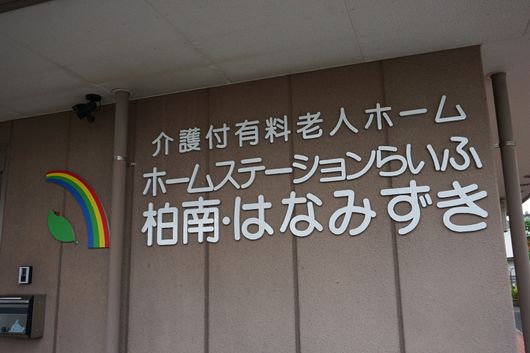 介護付有料老人ホーム
ホームステーションらいふ
柏南・はなみずき